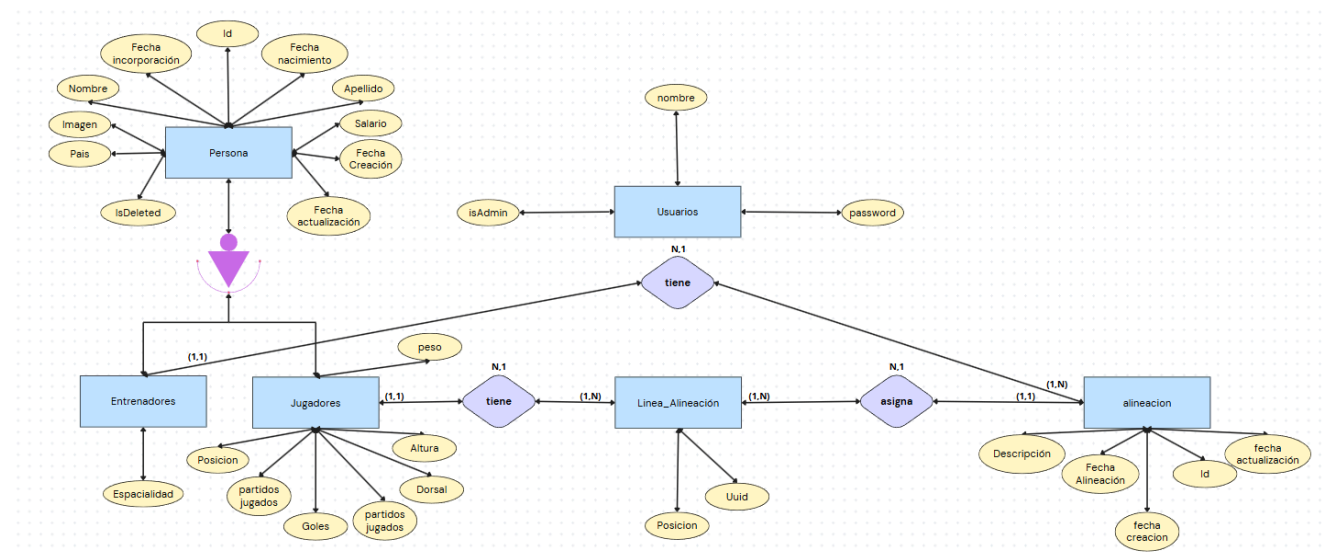 Id
Fecha
incorporación
Fecha
nacimiento
Nombre
Apellido
Imagen
Salario
Persona
Pais
Fecha
Creación
IsDeleted
Fecha
actualización
nombre
isAdmin
Usuarios
password
N,1
tiene
(1,1)
peso
N,1
N,1
(1,N)
Entrenadores
Jugadores
(1,1)
tiene
(1,N)
Linea_Alineación
(1,N)
asigna
(1,1)
alineacion
Altura
Posicion
Descripción
fecha
actualización
Fecha
Alineación
Id
Espacialidad
partidos
jugados
Dorsal
Goles
partidos
jugados
Uuid
Posicion
fecha
creacion